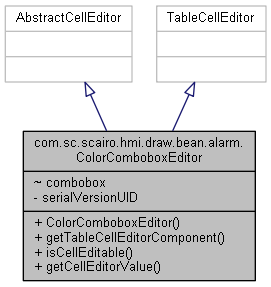 AbstractCellEditor
TableCellEditor
com.sc.scairo.hmi.draw.bean.alarm.
ColorComboboxEditor
~ combobox
- serialVersionUID
+ ColorComboboxEditor()
+ getTableCellEditorComponent()
+ isCellEditable()
+ getCellEditorValue()